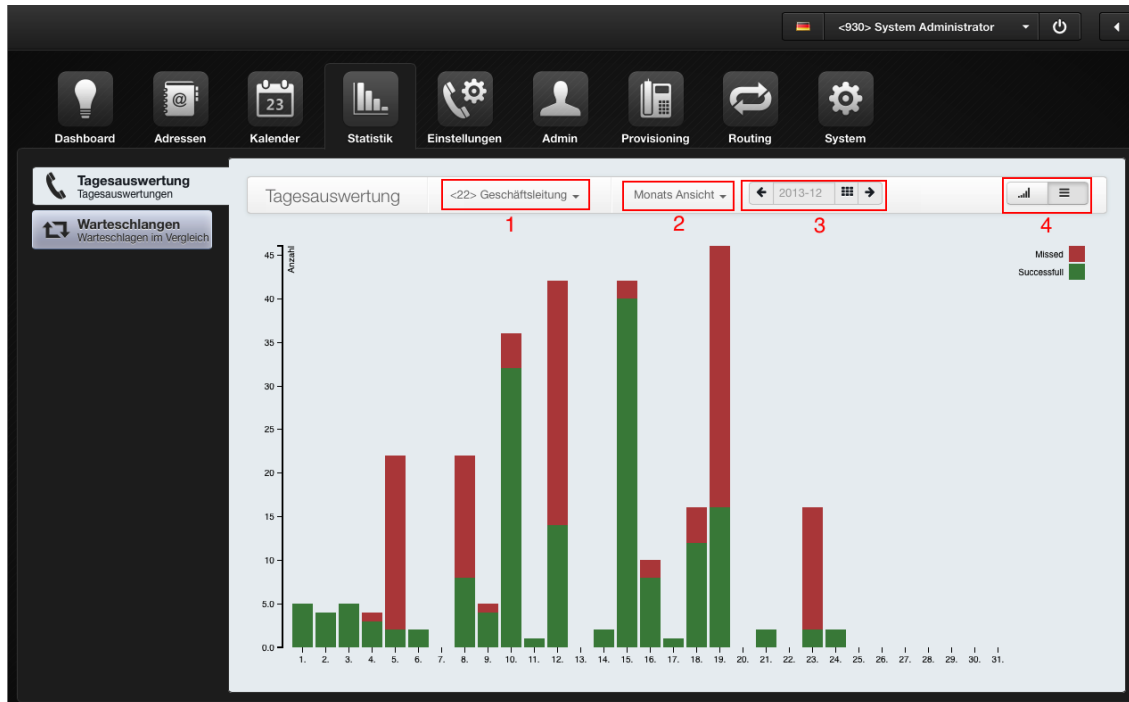 <930> System Administrator
Dashboard
Adressen
23
Kalender
Statistik
Einstellungen
Admin
Provisioning
Routing
System
Tagesauswertung
Tagesauswertungen
Warteschlangen
Warteschlagen im Vergleich
Tagesauswertung
<22> Geschäftsleitung
Monats Ansicht
2013-12
1
2
3
4
Anzahl
45
40
35
30
25
20
15
10
5.0
0.0
Missed
Successfull
1. 2. 3. 4. 5. 6. 7. 8. 9. 10. 11. 12. 13. 14. 15. 16. 17. 18. 19. 20. 21. 22. 23. 24. 25. 26. 27. 28. 29. 30. 31.